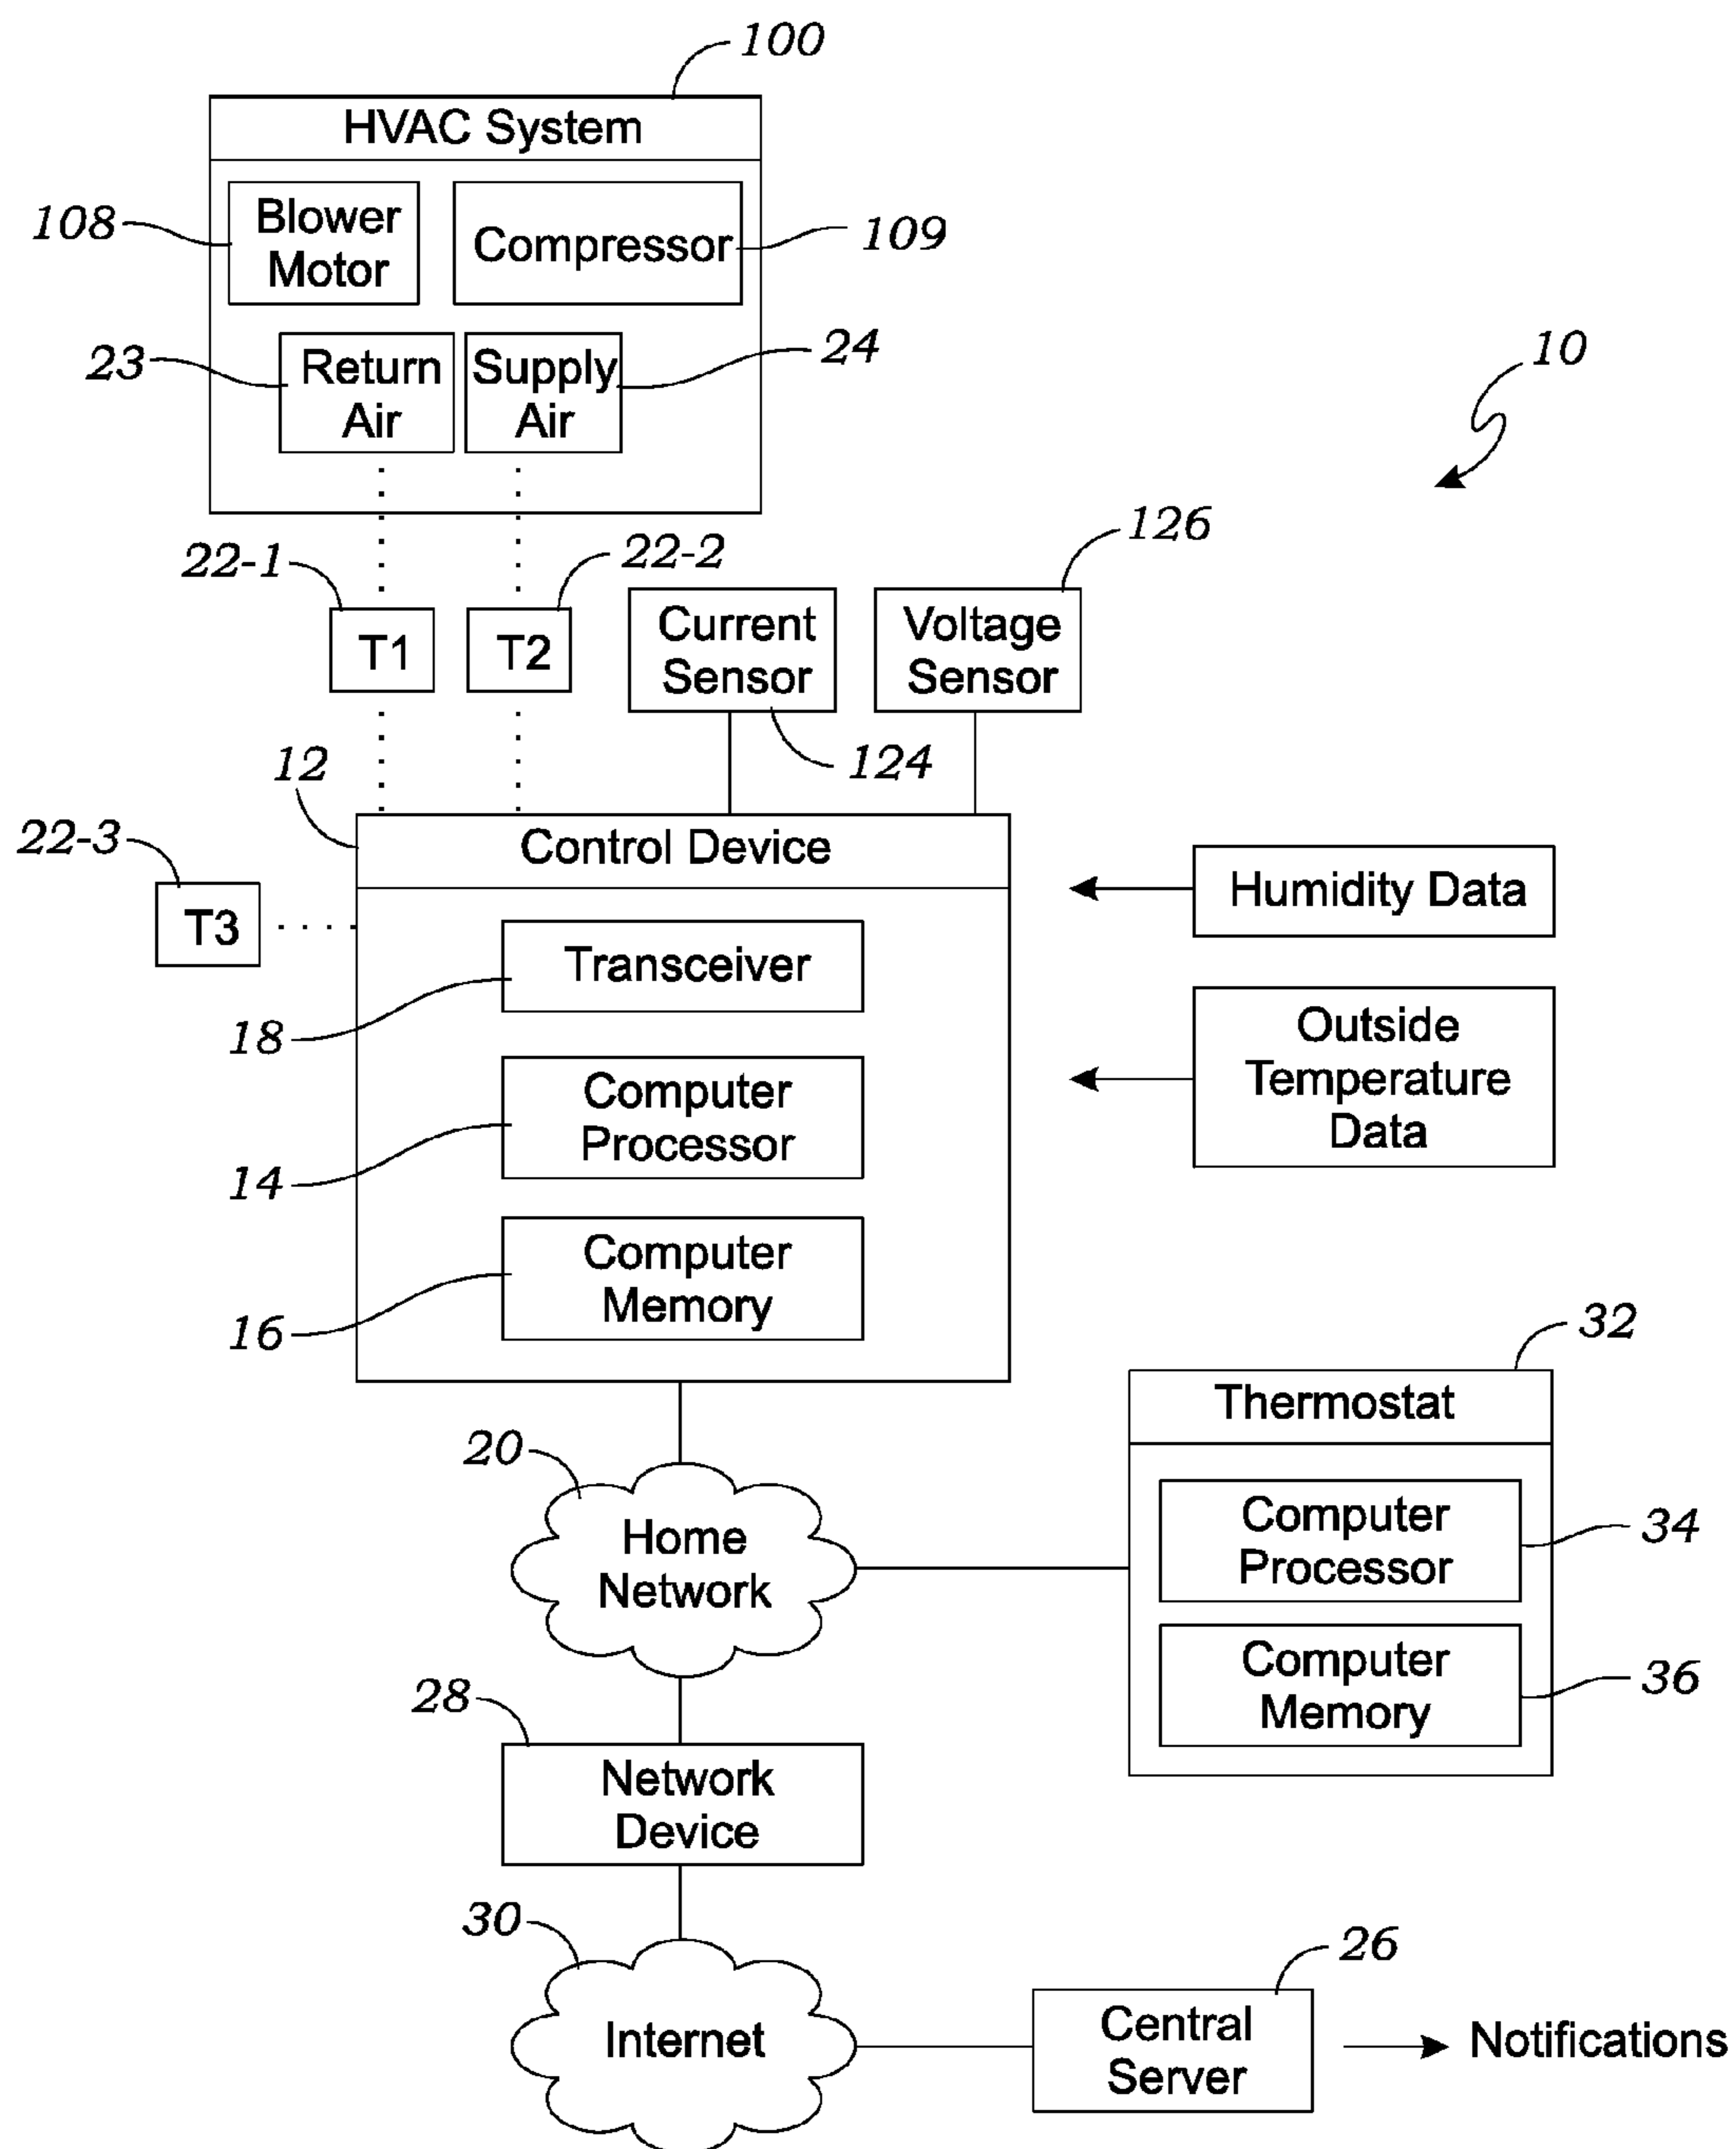 100
HVAC System
108
Blower
Motor
Compressor
109
23
Return
Air
Supply
Air
24
10
22-1
22-2
126
T1
T2
Current
Sensor
Voltage
Sensor
124
12
22-3
T3
Control Device
Humidity Data
Transceiver
18
Outside
Temperature
Data
Computer
Processor
14
Computer
Memory
16
32
Thermostat
20
Home
Network
Computer
Processor
34
Computer
Memory
36
28
Network
Device
30
Internet
26
Central
Server
Notifications